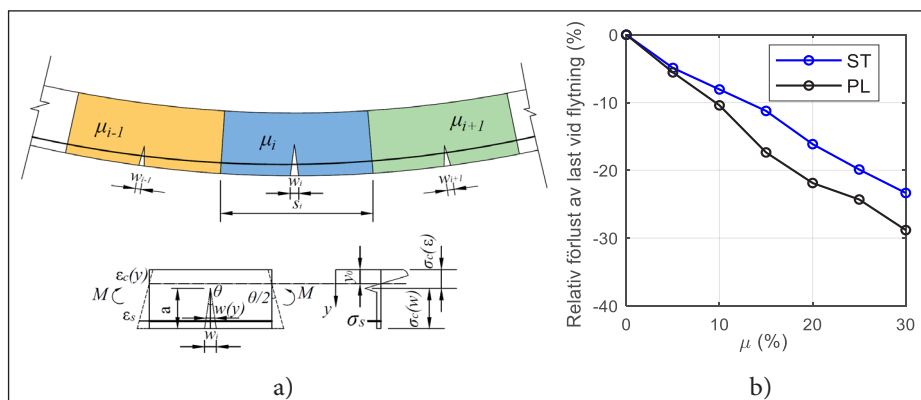 a)
μi-1
μi
μi+1
wi-1
wi
wi+1
si
εc(y)
M
θ
θ/2
M
w(y)
a
εs
wi
y0
y
σs
σc(ε)
σc(w)
a)
b)
Relativ förlust av last vid flytning (%)
0
-10
-20
-30
-40
ST
PL
0
10
20
30
μ (%)
b)